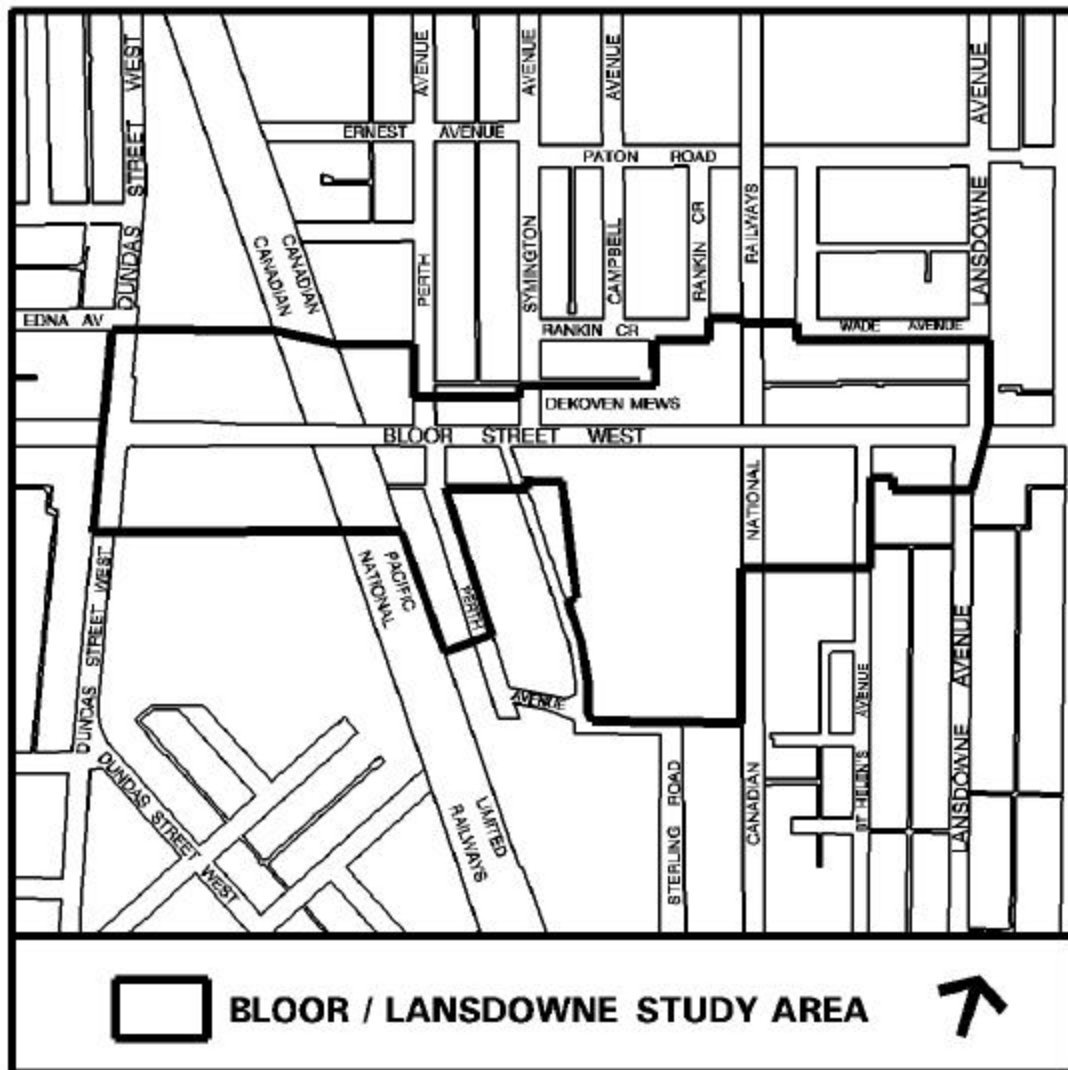 DUNDAS STREET WEST
AVENUE
AVENUE
AVENUE
AVENUE
ERNEST AVENUE
PATON ROAD
CANADIAN
CANADIAN
PERTH
SYMINGTON
CAMPBELL
RANKIN CR
RAILWAYS
LANSDOWNE
EDNA AV
RANKIN CR
WADE AVENUE
DEKOVEN MEWS
BLOOR STREET WEST
NATIONAL
PACIFIC
NATIONAL
PERTH
AVENUE
DUNDAS STREET WEST
DUNDAS STREET WEST
LIMITED
RAILWAYS
STERLING ROAD
CANADIAN
ST HELEN'S AVENUE
LANSDOWNE AVENUE
BLOOR / LANSDOWNE STUDY AREA